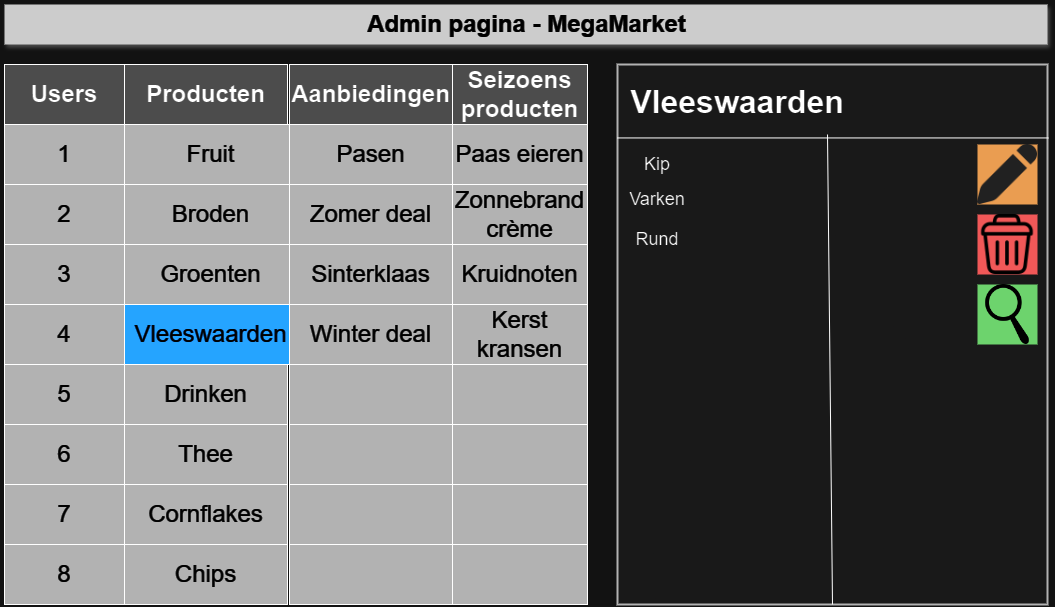 Admin pagina - MegaMarket
Users Producten Aanbiedingen Seizoens
producten
1 Fruit Pasen Paas eieren
2 Broden Zomer deal Zonnebrand
crème
3 Groenten Sinterklaas Kruidnoten
4 Vleeswaarden Winter deal Kerst
kransen
5 Drinken
6 Thee
7 Cornflakes
8 Chips
Vleeswaarden
Kip
Varken
Rund